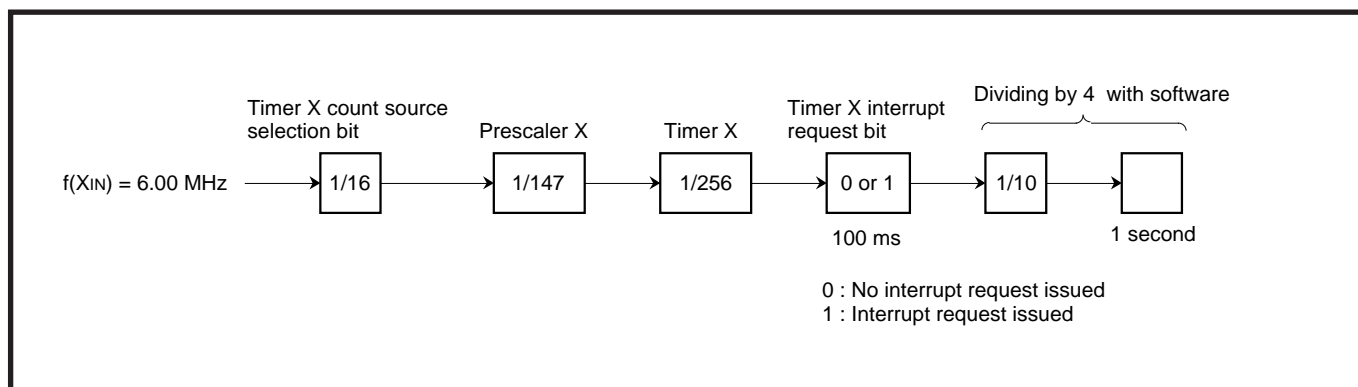 Timer X count source
selection bit
Prescaler X
Timer X
Timer X interrupt
request bit
Dividing by 4 with software
f(XIN) = 6.00 MHz
1/16
1/147
1/256
0 or 1
1/10
100 ms
1 second
0 : No interrupt request issued
1 : Interrupt request issued